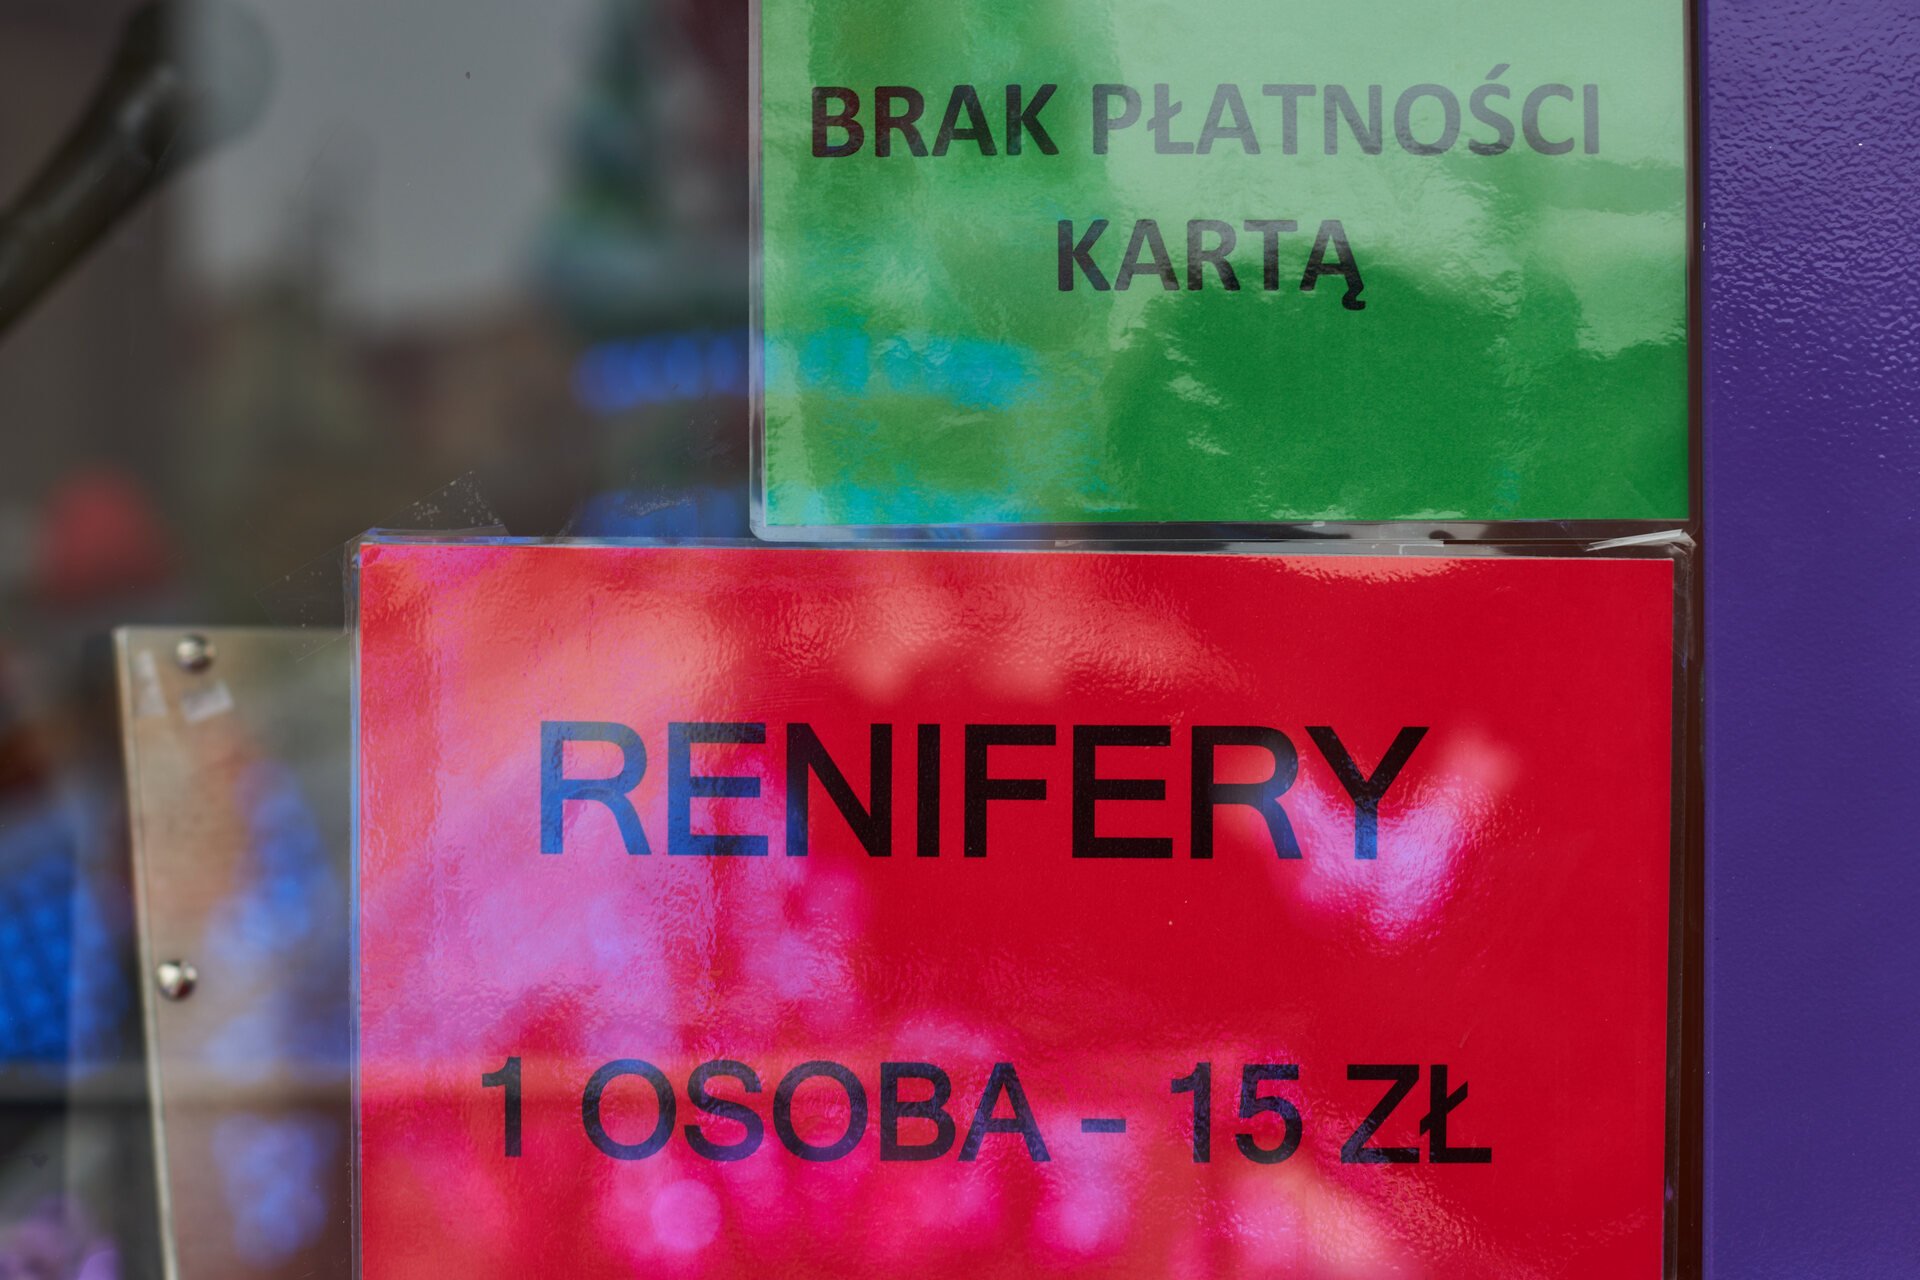 BRAK PŁATNOŚCI
KARTĄ
RENIFERY
1 OSOBA - 15 ZŁ